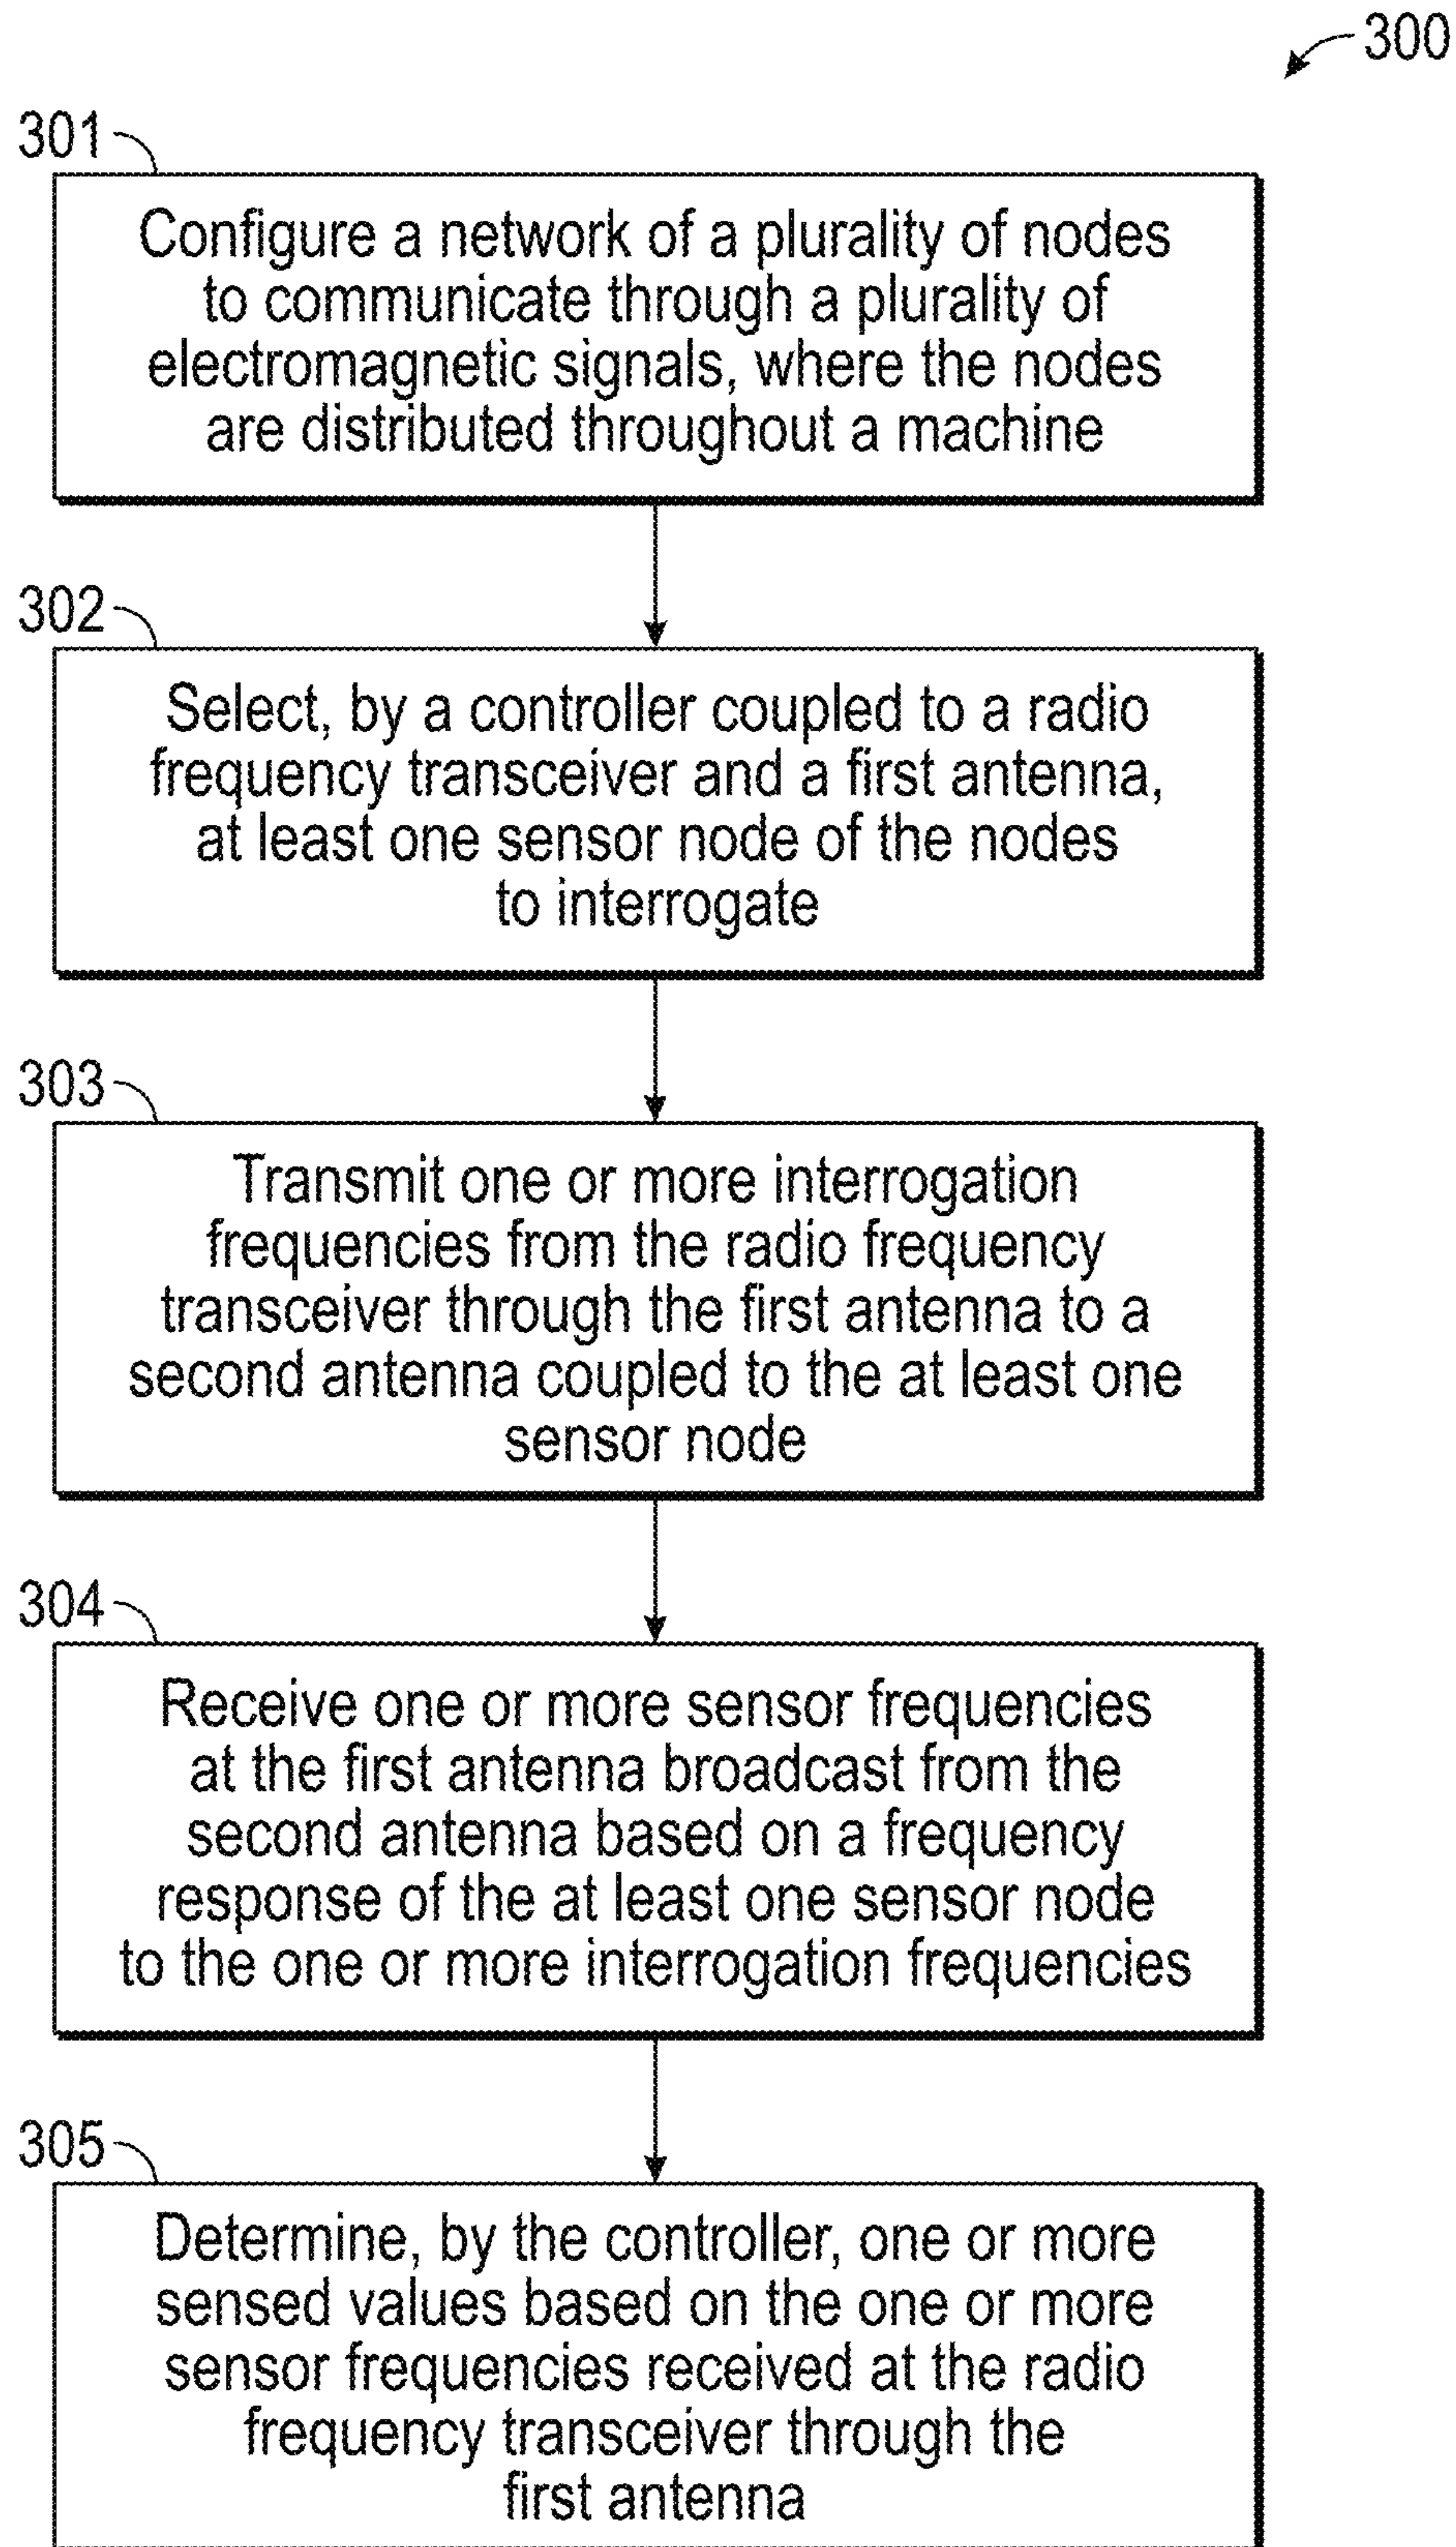 300
301
Configure a network of a plurality of nodes
to communicate through a plurality of
electromagnetic signals, where the nodes
are distributed throughout a machine
302
Select, by a controller coupled to a radio
frequency transceiver and a first antenna,
at least one sensor node of the nodes
to interrogate
303
Transmit one or more interrogation
frequencies from the radio frequency
transceiver through the first antenna to a
second antenna coupled to the at least one
sensor node
304
Receive one or more sensor frequencies
at the first antenna broadcast from the
second antenna based on a frequency
response of the at least one sensor node
to the one or more interrogation frequencies
305
Determine, by the controller, one or more
sensed values based on the one or more
sensor frequencies received at the radio
frequency transceiver through the
first antenna